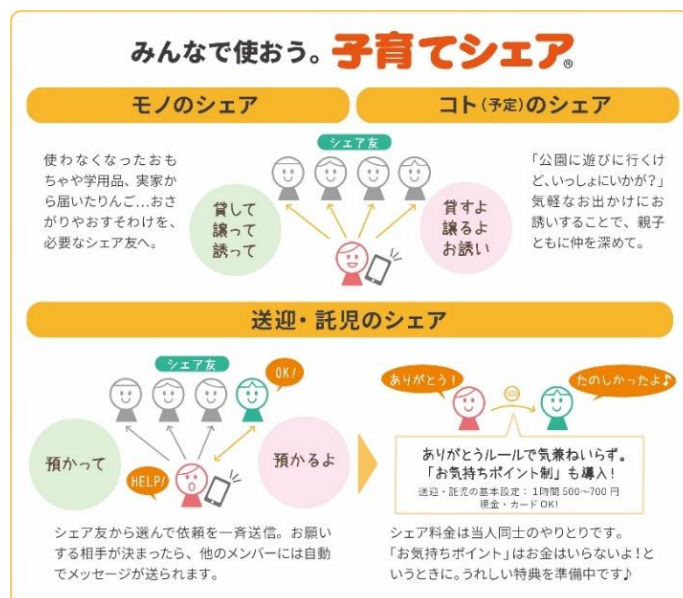 みんなで使おう。子育てシェア®
モノのシェア
コト(予定)のシェア
使わなくなったおも
ちゃや学用品、実家か
ら届いたりんご...おさ
がりやおすそわけを、
必要なシェア友へ。
シェア友
貸して
譲って
誘って
貸すよ
譲るよ
お誘い
「公園に遊びに行くけ
ど、いっしょにいかが?」
気軽なお出かけにお
誘いすることで、親子
ともに仲を深めて。
送迎・託児のシェア
シェア友
OK!
預かって
HELP!
預かるよ
シェア友から選んで依頼を一斉送信。お願い
する相手が決まったら、他のメンバーには自動
でメッセージが送られます。
ありがとう!
500
たのしかったよ♪
ありがとうルールで気兼ねいらず。
「お気持ちポイント制」も導入!
送迎・託児の基本設定:1時間500~700円
現金・カードOK!
シェア料金は当人同士のやりとりです。
「お気持ちポイント」はお金はいらないよ!と
いうときに。うれしい特典を準備中です♪